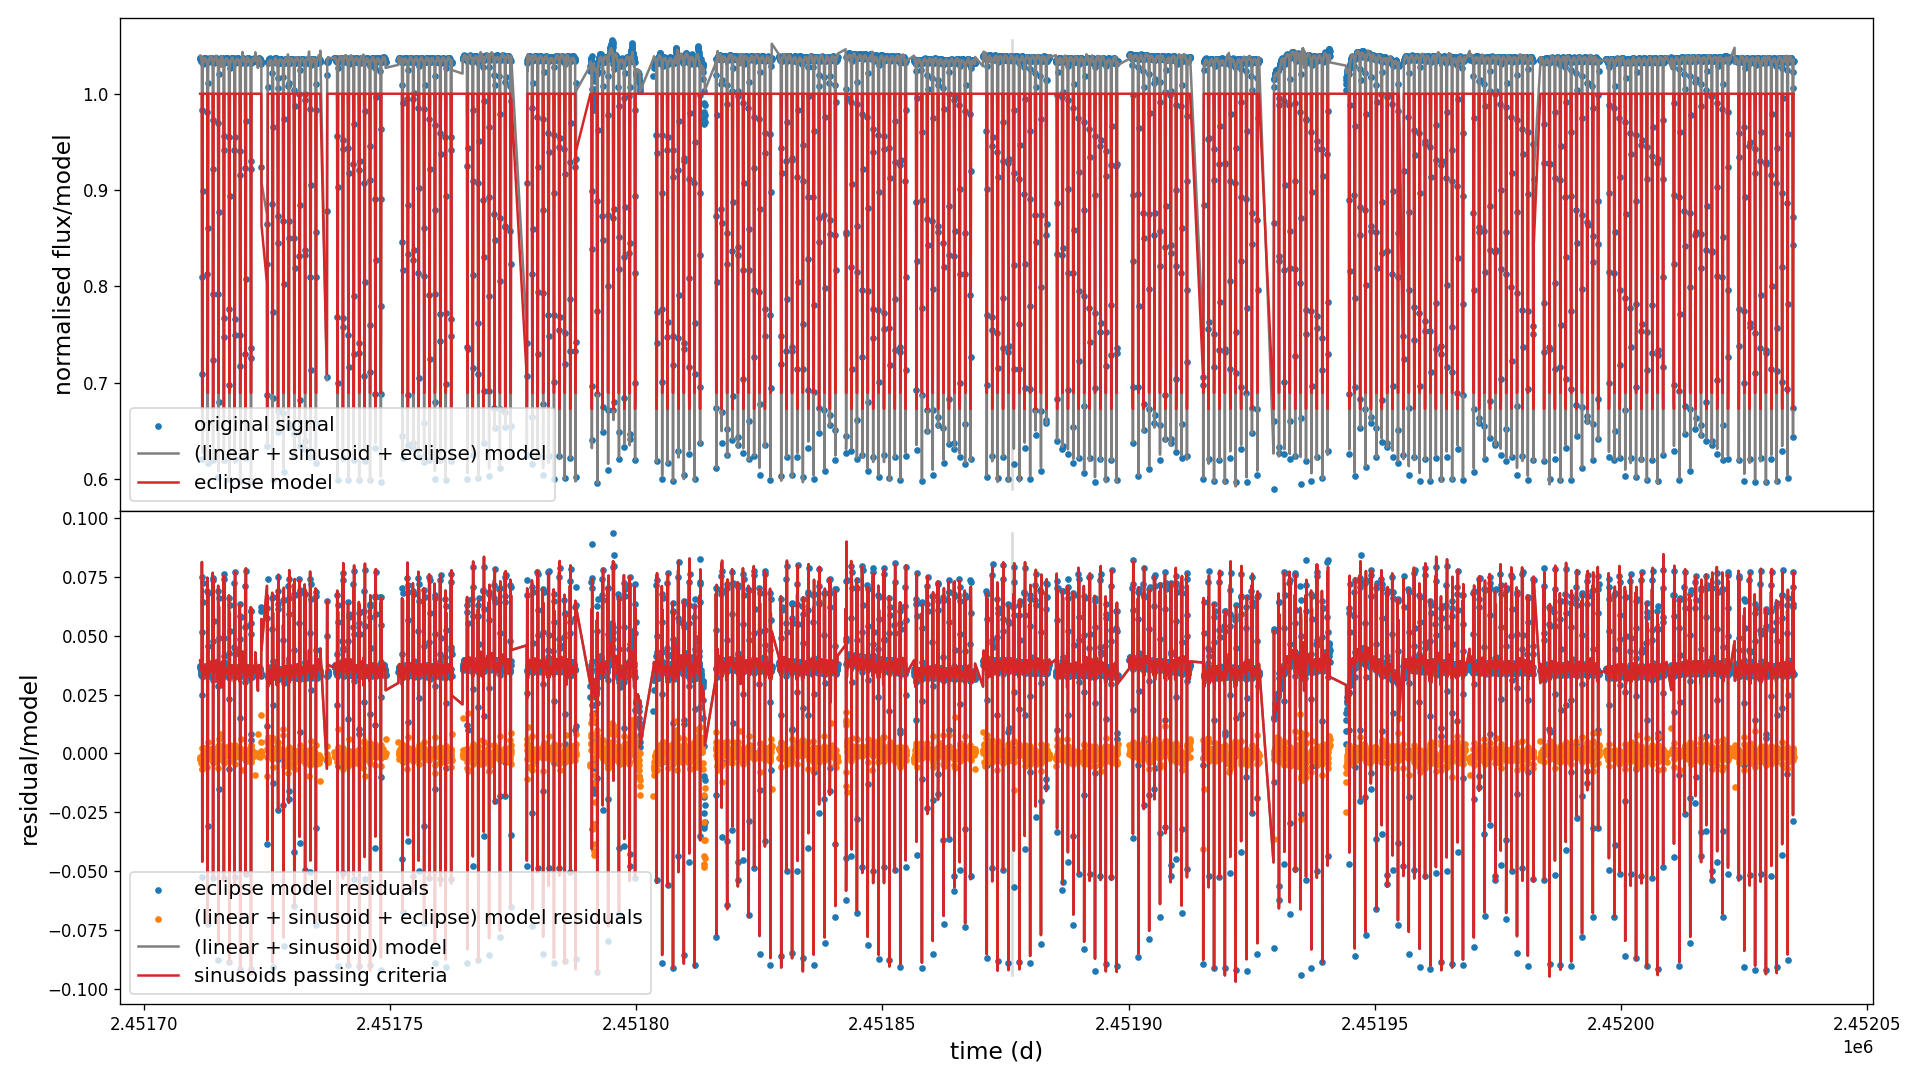 normalised flux/model
1.0
0.9
0.8
0.7
0.6
original signal
(linear + sinusoid + eclipse) model
eclipse model
residual/model
0.100
0.075
0.050
0.025
0.000
−0.025
−0.050
−0.075
−0.100
eclipse model residuals
(linear + sinusoid + eclipse) model residuals
(linear + sinusoid) model
sinusoids passing criteria
2.45170
2.45175
2.45180
2.45185
2.45190
2.45195
2.45200
2.45205
time (d)
1e6